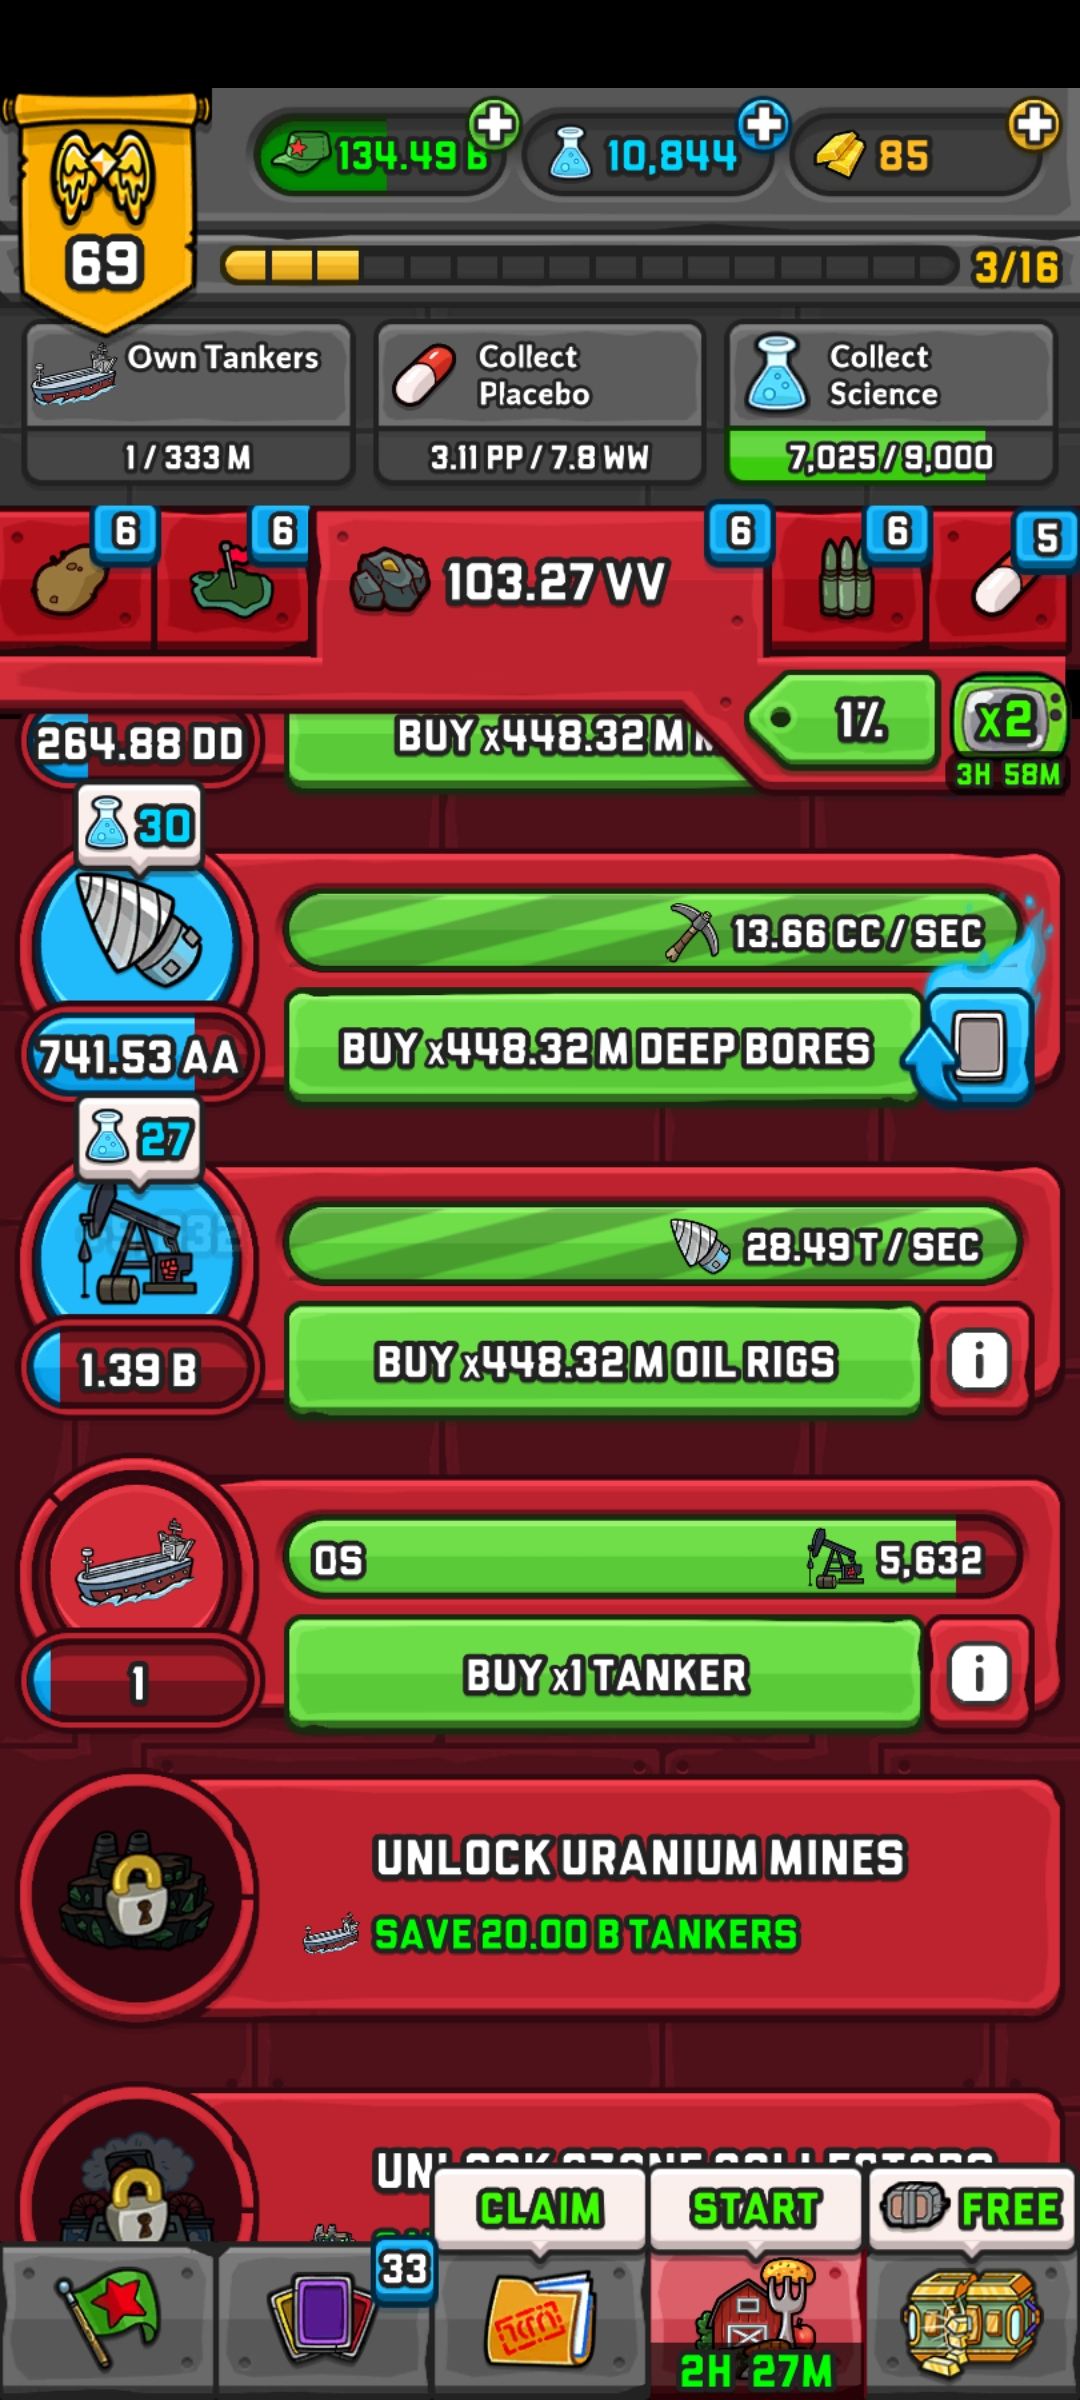 134.49 B
10,844
85
69
3/16
Own Tankers
1 / 333 M
Collect
Placebo
3.11 PP / 7.8 WW
Collect
Science
7,025 / 9,000
6
6
6
6
5
103.27 VV
1%
x2
3H 58M
264.88 DD
BUY x448.32 M
30
13.66 CC / SEC
741.53 AA
BUY x448.32 M DEEP BORES
27
28.49 T / SEC
1.39 B
BUY x448.32 M OIL RIGS
i
0S
5,632
1
BUY x1 TANKER
i
UNLOCK URANIUM MINES
SAVE 20.00 B TANKERS
CLAIM
START
FREE
33
2H 27M